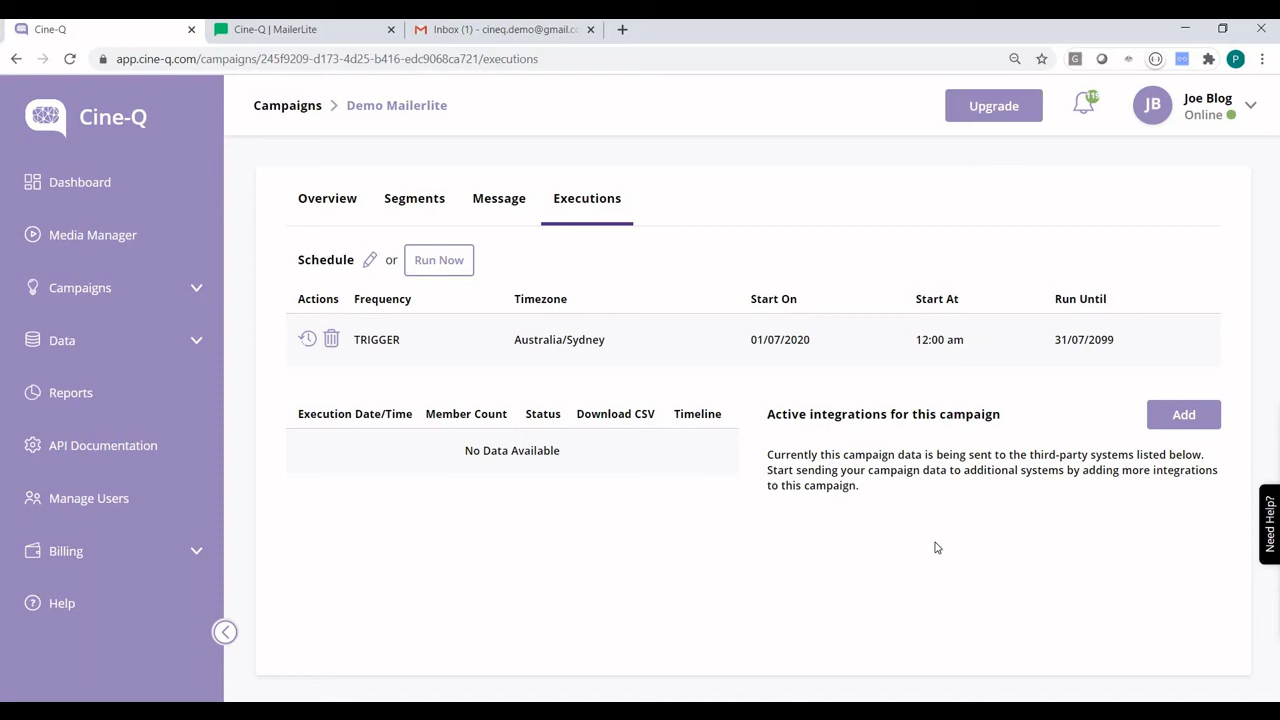 Cine-Q
Cine-Q | MailerLite
Inbox (1) - cineq.demo@gmail.cc
app.cine-q.com/campaigns/245f9209-d173-4d25-b416-edc9068ca721/executions
P
Cine-Q
Campaigns > Demo Mailerlite
Upgrade
JB
Joe Blog
Online
Dashboard
Media Manager
Campaigns
Data
Reports
API Documentation
Manage Users
Billing
Help
Overview Segments Message Executions
Schedule or Run Now
Actions Frequency Timezone Start On Start At Run Until
TRIGGER Australia/Sydney 01/07/2020 12:00 am 31/07/2099
Execution Date/Time Member Count Status Download CSV Timeline
No Data Available
Active integrations for this campaign
Add
Currently this campaign data is being sent to the third-party systems listed below.
Start sending your campaign data to additional systems by adding more integrations
to this campaign.
Need Help?